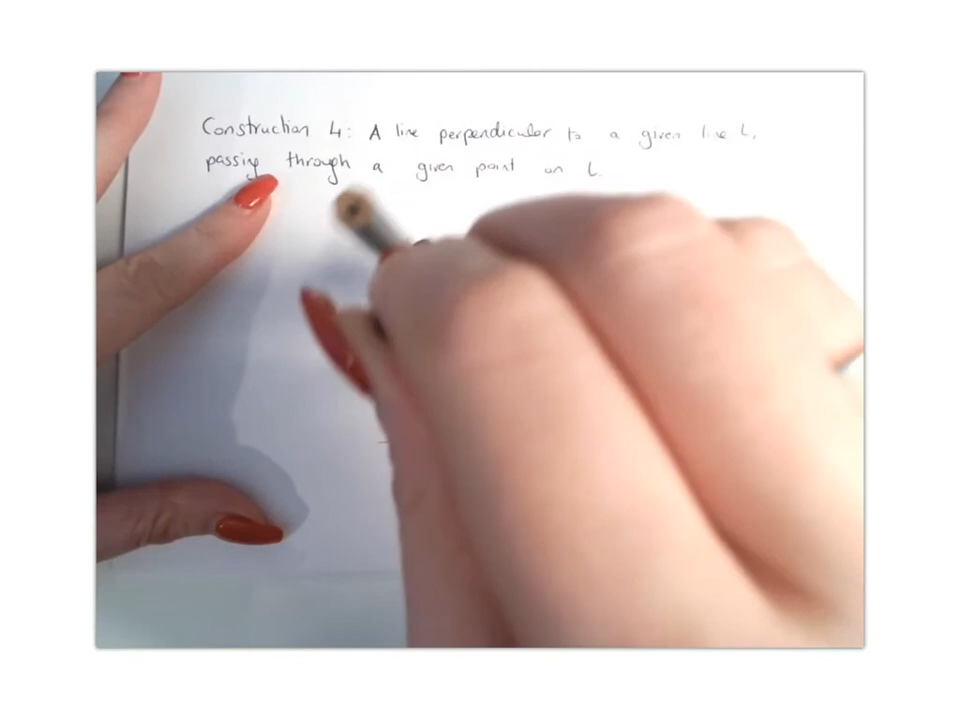 Construction 4: A line perpendicular to a given line L,
passing through a given point on L.